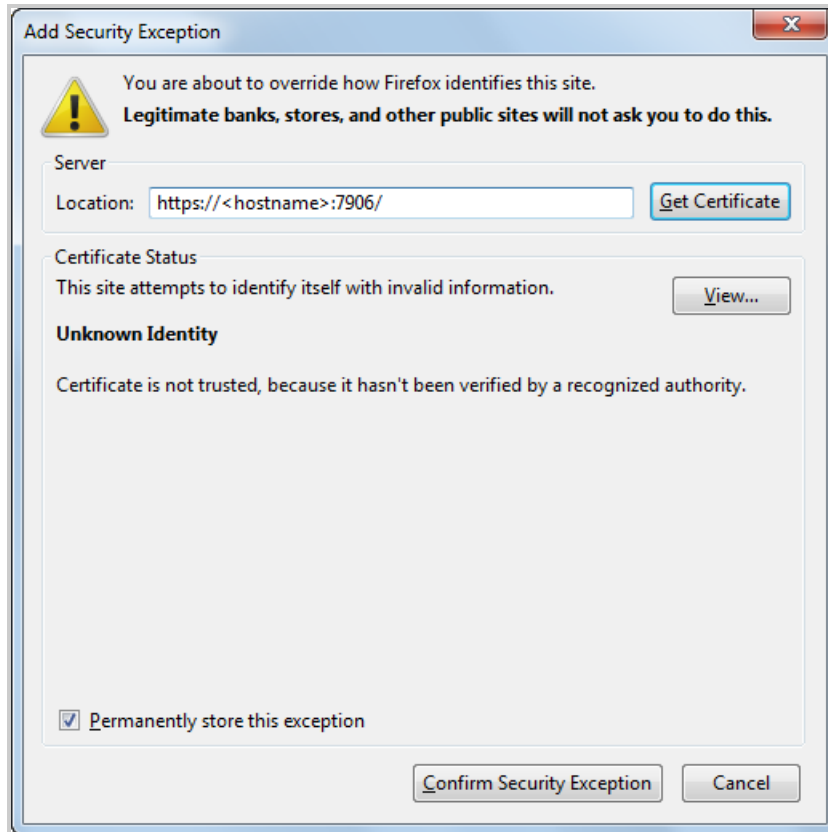 Add Security Exception
You are about to override how Firefox identifies this site.
Legitimate banks, stores, and other public sites will not ask you to do this.
Server
Location: https://<hostname>:7906/ Get Certificate
Certificate Status
This site attempts to identify itself with invalid information.
View...
Unknown Identity
Certificate is not trusted, because it hasn't been verified by a recognized authority.
Permanently store this exception
Confirm Security Exception Cancel